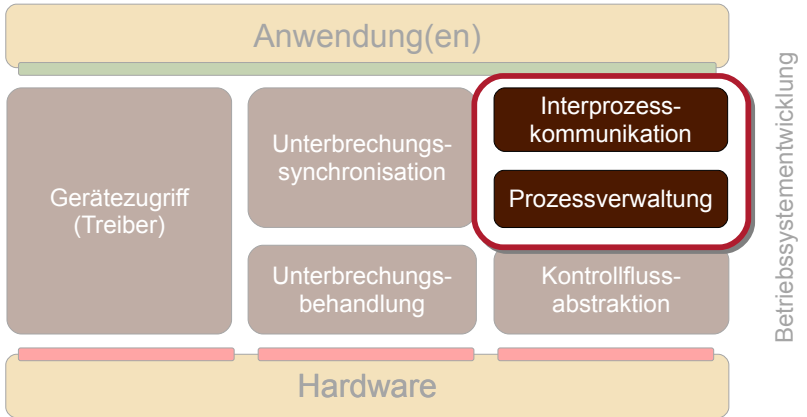 Anwendung(en)
Gerätezugriff
(Treiber)
Unterbrechungs-
synchronisation
Interprozess-
kommunikation
Prozessverwaltung
Unterbrechungs-
behandlung
Kontrollfluss-
abstraktion
Hardware
Betriebssystementwicklung